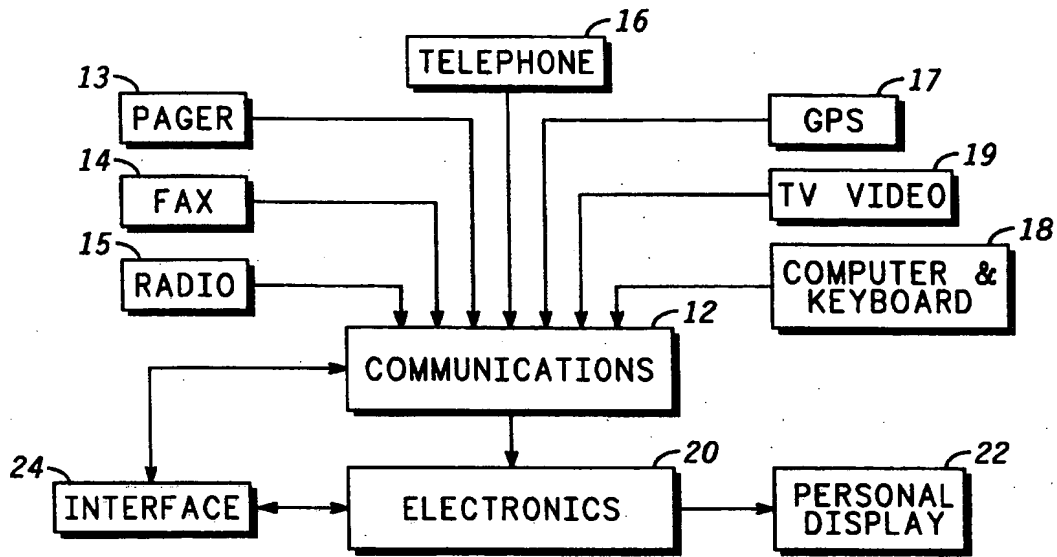 16
TELEPHONE
13
PAGER
17
GPS
14
FAX
19
TV VIDEO
15
RADIO
18
COMPUTER &
KEYBOARD
12
COMMUNICATIONS
24
INTERFACE
20
ELECTRONICS
22
PERSONAL
DISPLAY